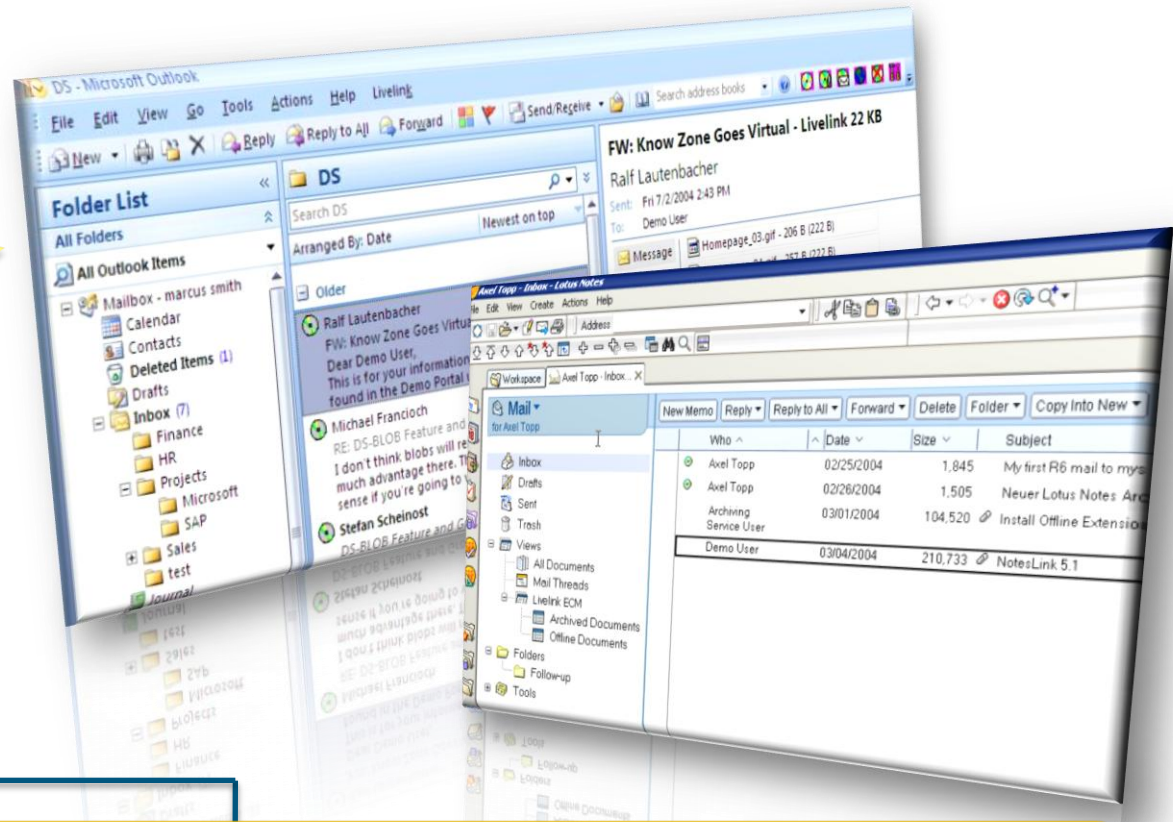 DS - Microsoft Outlook
File Edit View Go Tools Actions Help Livelink
New Reply Reply to All Forward Send/Receive Search address books
Folder List
All Folders
All Outlook Items
Mailbox - marcus smith
Calendar
Contacts
Deleted Items (1)
Drafts
Inbox (7)
Finance
HR
Projects
Microsoft
SAP
Sales
test
Journal
DS
Search DS
Arranged By: Date Newest on top
Older
Ralf Lautenbacher
FW: Know Zone Goes Virtua
Dear Demo User,
This is for your information
found in the Demo Portal
Michael Francioch
RE: DS-BLOB Feature and
I don't think blobs will re
much advantage there. Th
sense if you're going to
Stefan Scheinost
DS-BLOB Feature and G
FW: Know Zone Goes Virtual - Livelink 22 KB
Ralf Lautenbacher
Sent: Fri 7/2/2004 2:43 PM
To: Demo User
Message Homepage_03.gif - 206 B (222 B)
Axel Topp - Inbox - Lotus Notes
Edit View Create Actions Help
Address
Workspace Axel Topp - Inbox...
Mail
for Axel Topp
Inbox
Drafts
Sent
Trash
Views
All Documents
Mail Threads
Livelink ECM
Archived Documents
Offline Documents
Folders
Follow-up
Tools
New Memo Reply Reply to All Forward Delete Folder Copy Into New
Who Date Size Subject
Axel Topp 02/25/2004 1,845 My first R6 mail to mys
Axel Topp 02/26/2004 1,505 Neuer Lotus Notes Arc
Archiving Service User 03/01/2004 104,520 Install Offline Extension
Demo User 03/04/2004 210,733 NotesLink 5.1